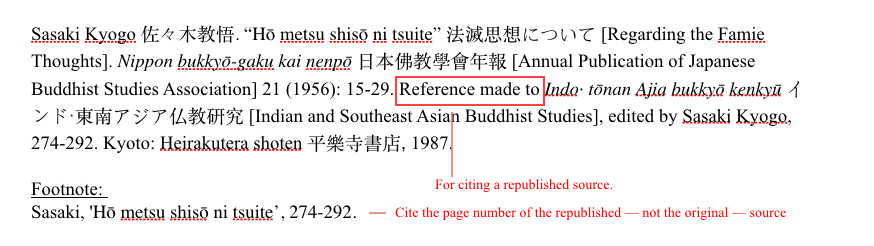 Sasaki Kyogo 佐々木教悟. “Hō metsu shisō ni tsuite” 法滅思想について [Regarding the Famie
Thoughts]. Nippon bukkyō-gaku kai nenpō 日本佛教學會年報 [Annual Publication of Japanese
Buddhist Studies Association] 21 (1956): 15-29. Reference made to Indo· tōnan Ajia bukkyō kenkyū イ
ンド·東南アジア仏教研究 [Indian and Southeast Asian Buddhist Studies], edited by Sasaki Kyogo,
274-292. Kyoto: Heirakutera shoten 平樂寺書店, 1987.
For citing a republished source.
Footnote:
Sasaki, 'Hō metsu shisō ni tsuite’, 274-292.
Cite the page number of the republished — not the original — source